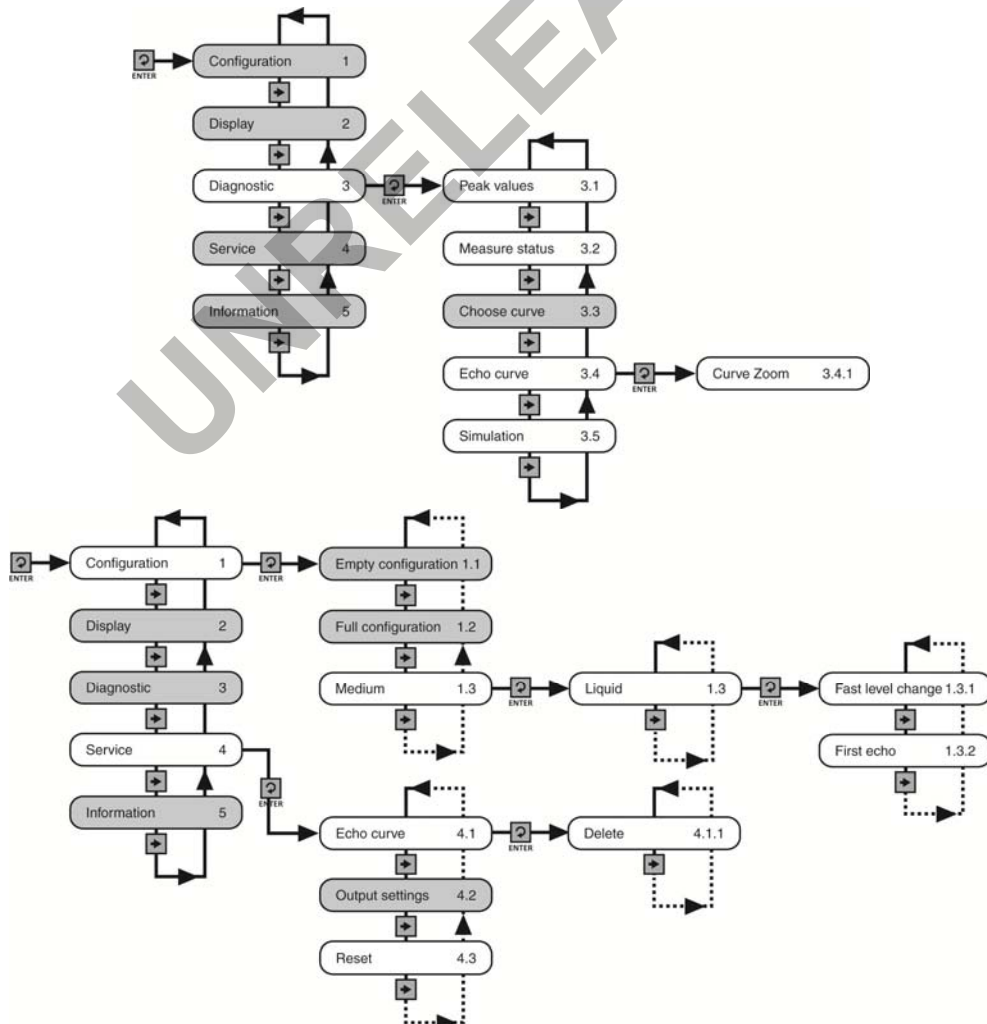 Configuration 1
ENTER
Display 2
Diagnostic 3
ENTER
Peak values 3.1
Service 4
Measure status 3.2
Information 5
Choose curve 3.3
Echo curve 3.4
ENTER
Curve Zoom 3.4.1
Simulation 3.5
UNRELEA
ENTER
Configuration 1
ENTER
Empty configuration 1.1
Display 2
Full configuration 1.2
Diagnostic 3
Medium 1.3
ENTER
Liquid 1.3
ENTER
Fast level change 1.3.1
Service 4
First echo 1.3.2
ENTER
Information 5
Echo curve 4.1
ENTER
Delete 4.1.1
Output settings 4.2
Reset 4.3